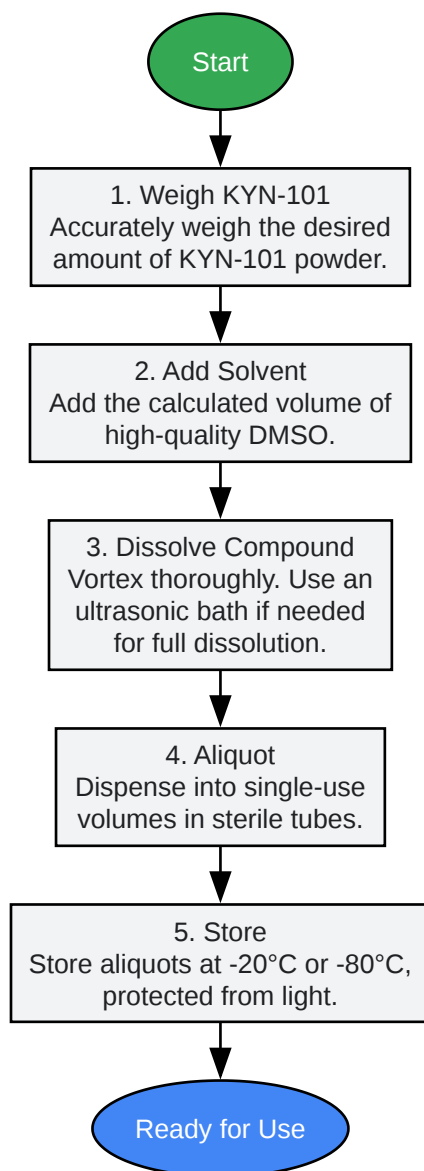 Start
1. Weigh KYN-101
Accurately weigh the desired
amount of KYN-101 powder.
2. Add Solvent
Add the calculated volume of
high-quality DMSO.
3. Dissolve Compound
Vortex thoroughly. Use an
ultrasonic bath if needed
for full dissolution.
4. Aliquot
Dispense into single-use
volumes in sterile tubes.
5. Store
Store aliquots at -20°C or -80°C,
protected from light.
Ready for Use